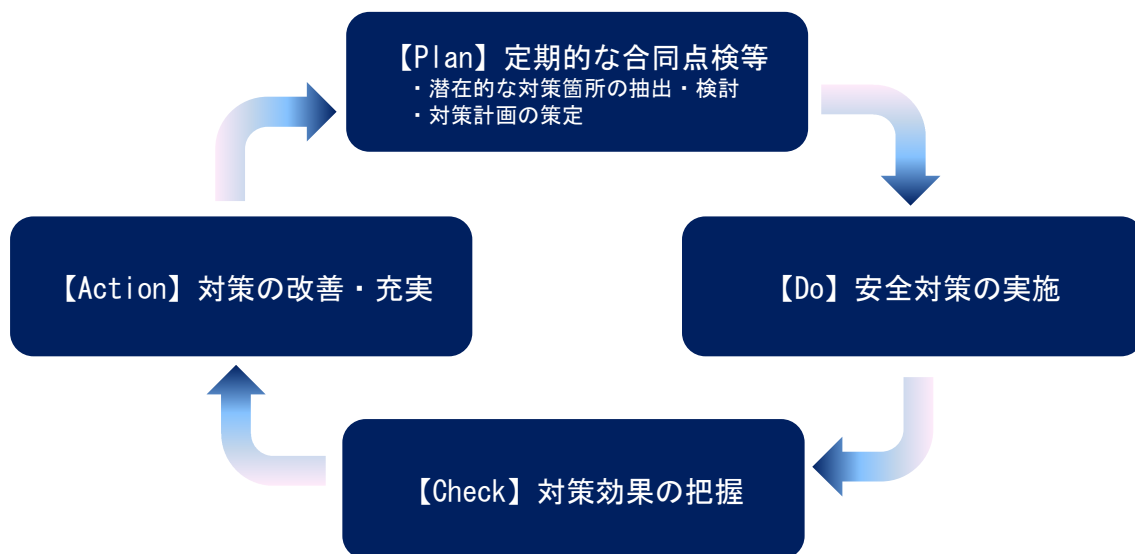 【Plan】定期的な合同点検等
・潜在的な対策箇所の抽出・検討
・対策計画の策定
【Action】対策の改善・充実
【Do】安全対策の実施
【Check】対策効果の把握